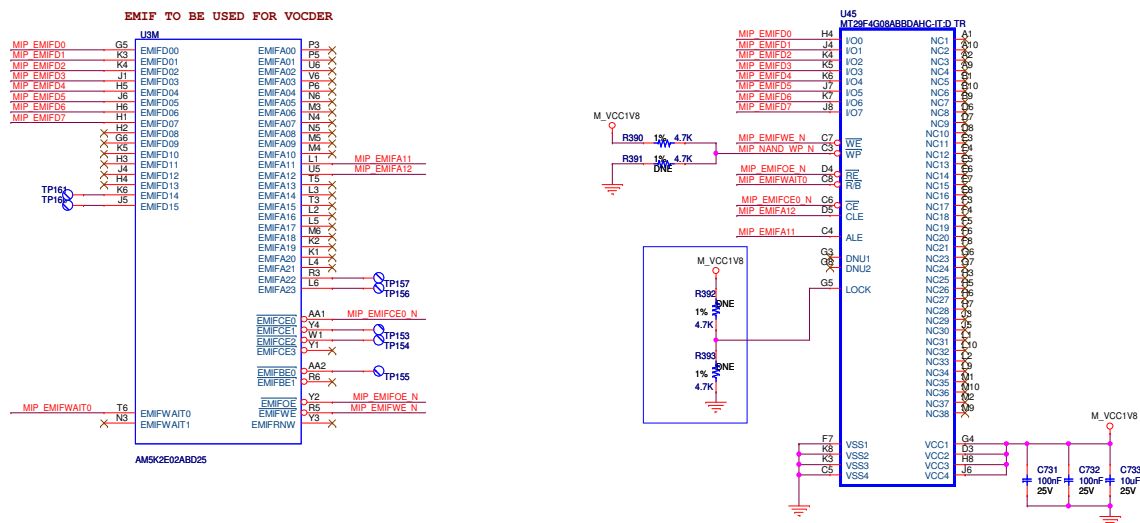 EMIF TO BE USED FOR VOCDER
U3M
MIP_EMIFD0 G5 EMIFD00 EMIFA00 P3
MIP_EMIFD1 K3 EMIFD01 EMIFA01 P5
MIP_EMIFD2 K4 EMIFD02 EMIFA02 U6
MIP_EMIFD3 J1 EMIFD03 EMIFA03 V6
MIP_EMIFD4 H5 EMIFD04 EMIFA04 P6
MIP_EMIFD5 J6 EMIFD05 EMIFA05 N6
MIP_EMIFD6 H6 EMIFD06 EMIFA06 M3
MIP_EMIFD7 H1 EMIFD07 EMIFA07 N4
H2 EMIFD08 EMIFA08 N5
G6 EMIFD09 EMIFA09 M5
K5 EMIFD10 EMIFA10 M4
H3 EMIFD11 EMIFA11 L1 MIP_EMIFA11
J4 EMIFD12 EMIFA12 U5 MIP_EMIFA12
H4 EMIFD13 EMIFA13 T5
TP161 K6 EMIFD14 EMIFA14 L3
J5 EMIFD15 EMIFA15 T3
EMIFA16 L2
EMIFA17 L5
EMIFA18 M6
EMIFA19 K2
EMIFA20 K1
EMIFA21 L4
EMIFA22 R3 TP157
EMIFA23 L6 TP156
EMIFCE0 AA1 MIP_EMIFCE0_N
EMIFCE1 Y4 TP153
EMIFCE2 W1 TP154
EMIFCE3 Y1
EMIFBE0 AA2 TP155
EMIFBE1 R6
EMIFOE Y2 MIP_EMIFOE_N
MIP_EMIFWAIT0 T6 EMIFWAIT0 EMIFWE R5 MIP_EMIFWE_N
N3 EMIFWAIT1 EMIFRNW Y3
AM5K2E02ABD25
U45
MT29F4G08ABBDAHC-IT:D TR
MIP_EMIFD0 H4 I/O0 NC1 A1
MIP_EMIFD1 J4 I/O1 NC2 A10
MIP_EMIFD2 K4 I/O2 NC3 A2
MIP_EMIFD3 K5 I/O3 NC4 A9
MIP_EMIFD4 K6 I/O4 NC5 B1
MIP_EMIFD5 J7 I/O5 NC6 B10
MIP_EMIFD6 K7 I/O6 NC7 B9
MIP_EMIFD7 J8 I/O7 NC8
NC9
NC10
M_VCC1V8
R390 1% 4.7K MIP_EMIFWE_N C7 WE NC11
R391 1% 4.7K MIP_NAND_WP_N C3 WP NC12
DNE
NC13
MIP_EMIFOE_N D4 RE NC14
MIP_EMIFWAIT0 C8 R/B NC15
NC16
MIP_EMIFCE0_N C6 CE NC17
MIP_EMIFA12 D5 CLE NC18
NC19
MIP_EMIFA11 C4 ALE NC20
NC21
NC22
G3 DNU1 NC23
G8 DNU2 NC24
NC25
G5 LOCK NC26
NC27
NC28
NC29
NC30
NC31
NC32
NC33
NC34
NC35 M1
NC36 M10
NC37 M2
NC38 M9
M_VCC1V8
R392 DNE
1%
4.7K
R393 DNE
1%
4.7K
F7 VSS1 VCC1 G4
K8 VSS2 VCC2 D3
K3 VSS3 VCC3 H8
C5 VSS4 VCC4 J6
M_VCC1V8
C731 C732 C733
100nF 100nF 10uF
25V 25V 25V